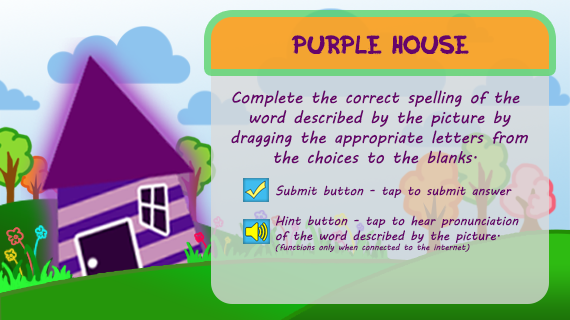 PURPLE HOUSE
Complete the correct spelling of the
word described by the picture by
dragging the appropriate letters from
the choices to the blanks.
Submit button - tap to submit answer
Hint button - tap to hear pronunciation
of the word described by the picture.
(functions only when connected to the internet)